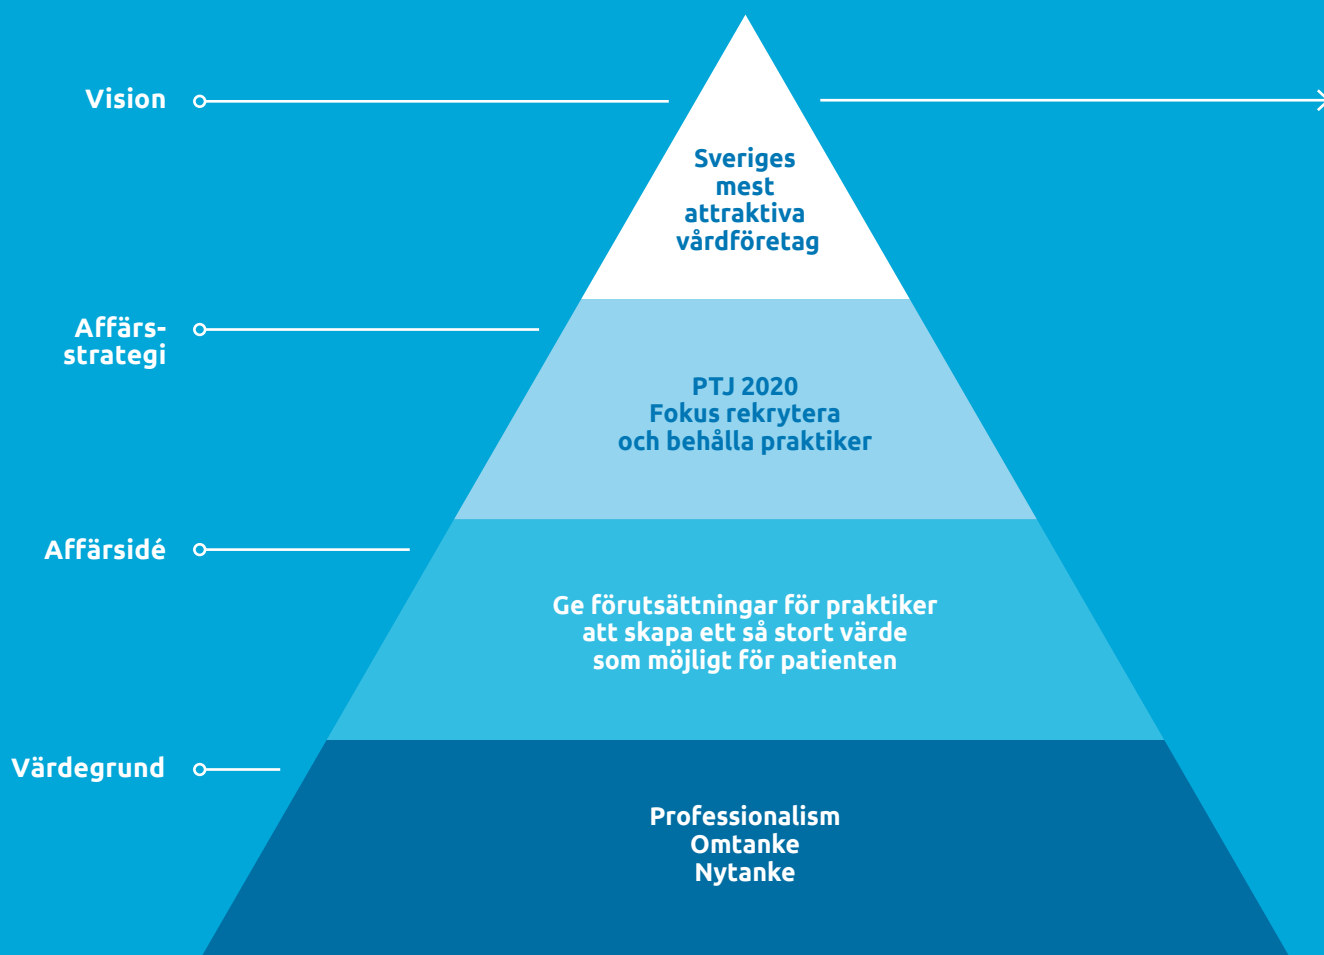 Vision
Sveriges
mest
attraktiva
vårdföretag
Affärs-
strategi
PTJ 2020
Fokus rekrytera
och behålla praktiker
Affärsidé
Ge förutsättningar för praktiker
att skapa ett så stort värde
som möjligt för patienten
Värdegrund
Professionalism
Omtanke
Nytanke